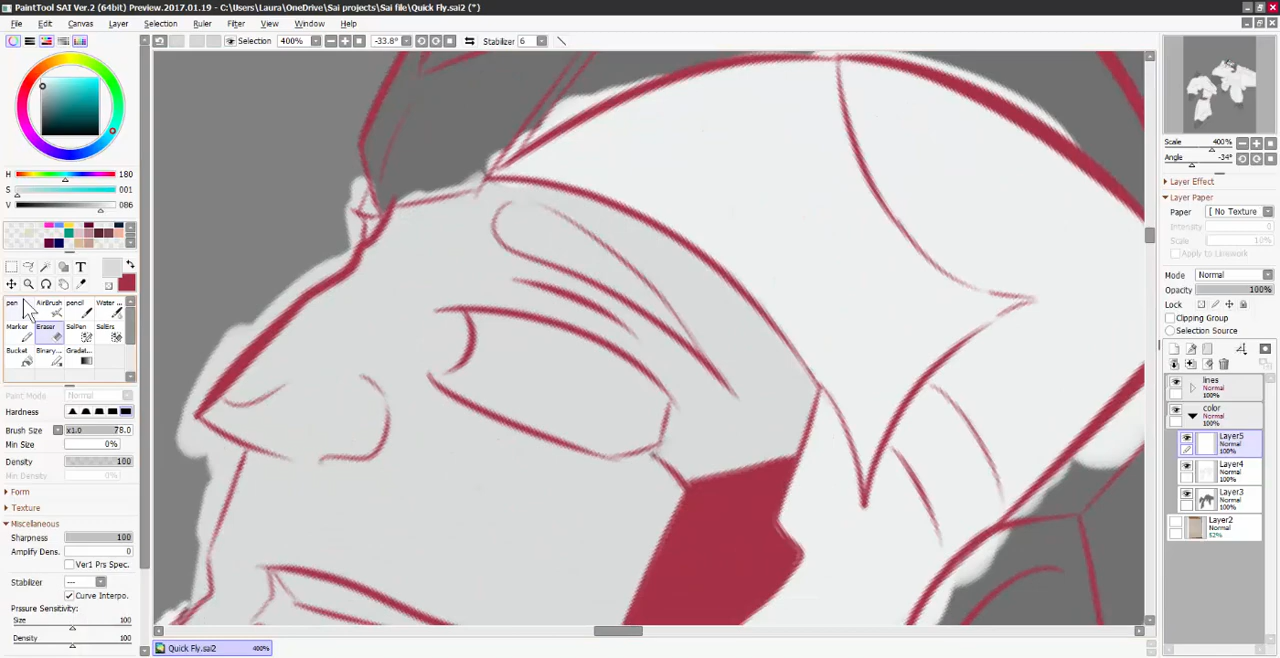 PaintTool SAI Ver.2 (64bit) Preview.2017.01.19 - C:\Users\Laura\OneDrive\Sai projects\Sai file\Quick Fly.sai2 (*)
File Edit Canvas Layer Selection Ruler Filter View Window Help
Selection 400% -33.8° Stabilizer 6
H 180
S 001
V 086
T
pen AirBrush pencil Water ...
Marker Eraser SelPen SelErs
Bucket Binary... Gradat...
Paint Mode Normal
Hardness
Brush Size x1.0 78.0
Min Size 0%
Density 100
Min Density 0%
Form
Texture
Miscellaneous
Sharpness 100
Amplify Dens. 0
Ver1 Prs Spec.
Stabilizer ---
Curve Interpo.
Prssure Sensitivity:
Size 100
Density 100
Scale 400%
Angle -34°
Layer Effect
Layer Paper
Paper [ No Texture
Intensity 0
Scale 10%
Apply to Linework
Mode Normal
Opacity 100%
Lock
Clipping Group
Selection Source
lines
Normal
100%
color
Normal
100%
Layer5
Normal
100%
Layer4
Normal
100%
Layer3
Normal
100%
Layer2
Normal
52%
Quick Fly.sai2 400%